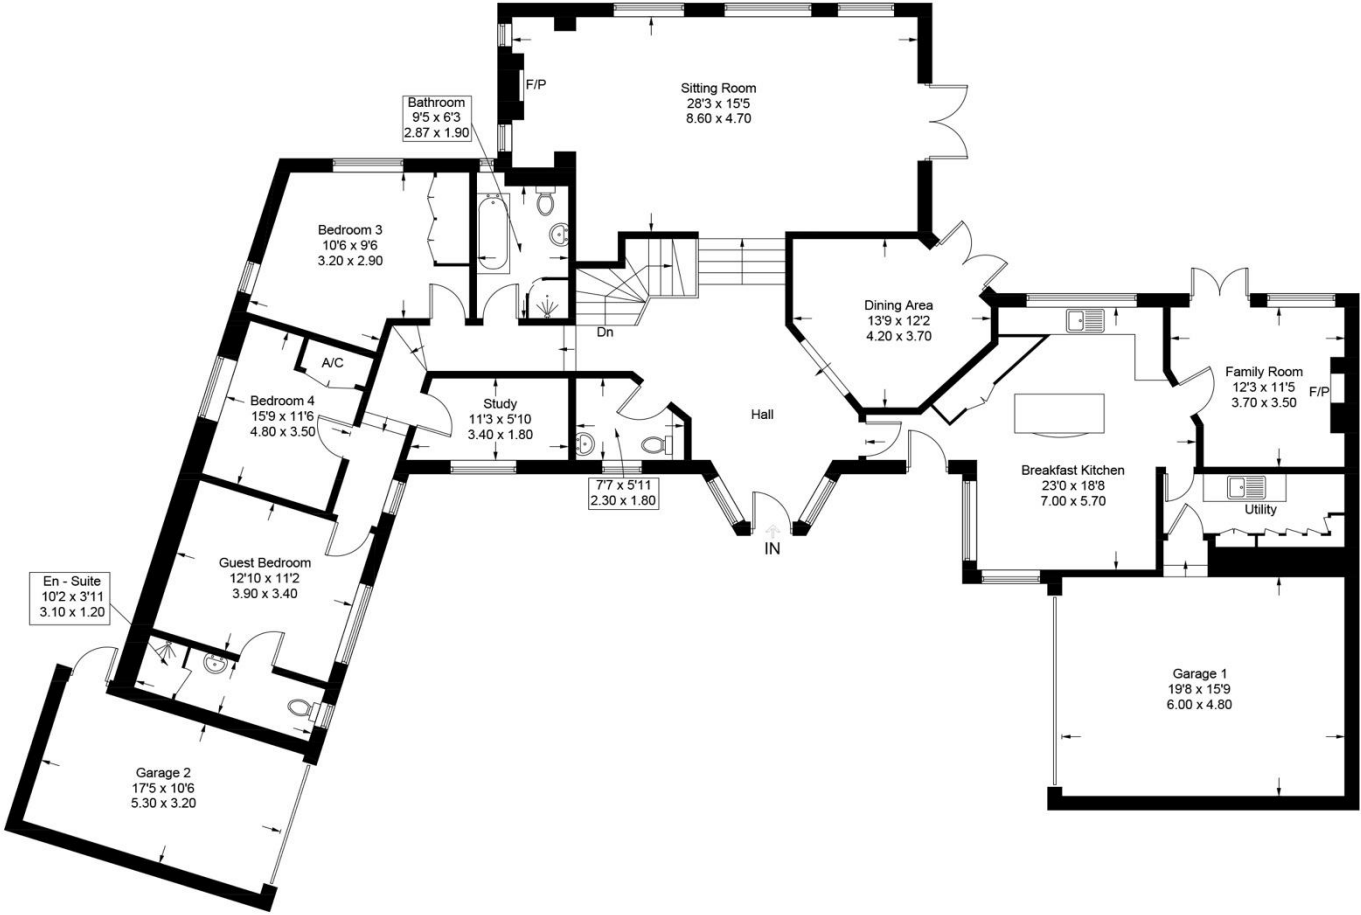 Sitting Room
28'3 x 15'5
8.60 x 4.70
F/P
Bathroom
9'5 x 6'3
2.87 x 1.90
Bedroom 3
10'6 x 9'6
3.20 x 2.90
Dining Area
13'9 x 12'2
4.20 x 3.70
Dn
A/C
Family Room
12'3 x 11'5
3.70 x 3.50
F/P
Bedroom 4
15'9 x 11'6
4.80 x 3.50
Study
11'3 x 5'10
3.40 x 1.80
Hall
Breakfast Kitchen
23'0 x 18'8
7.00 x 5.70
7'7 x 5'11
2.30 x 1.80
Utility
IN
Guest Bedroom
12'10 x 11'2
3.90 x 3.40
En - Suite
10'2 x 3'11
3.10 x 1.20
Garage 1
19'8 x 15'9
6.00 x 4.80
Garage 2
17'5 x 10'6
5.30 x 3.20